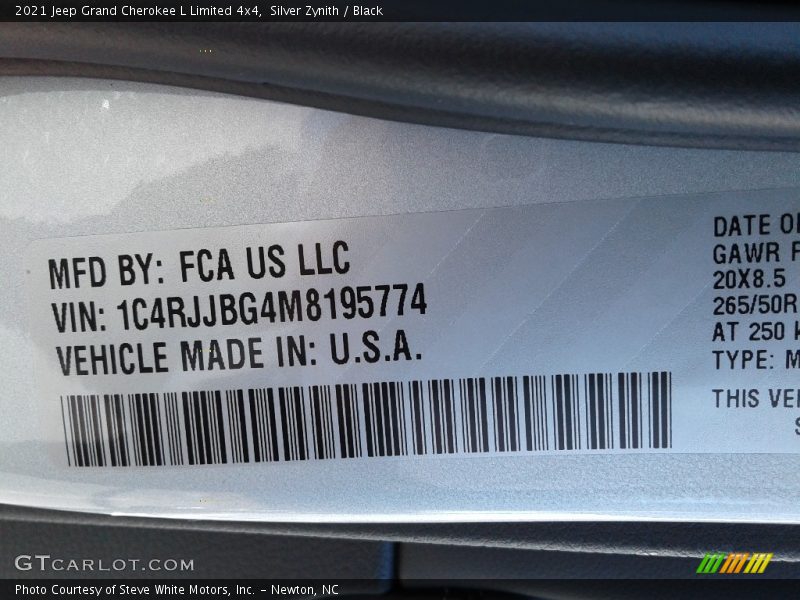 2021 Jeep Grand Cherokee L Limited 4x4, Silver Zynith / Black
MFD BY: FCA US LLC
VIN: 1C4RJJBG4M8195774
VEHICLE MADE IN: U.S.A.
DATE
GAWR
20X8.5
265/50R
AT 250
TYPE:
THIS
GTCARLOT.COM
Photo Courtesy of Steve White Motors, Inc. – Newton, NC